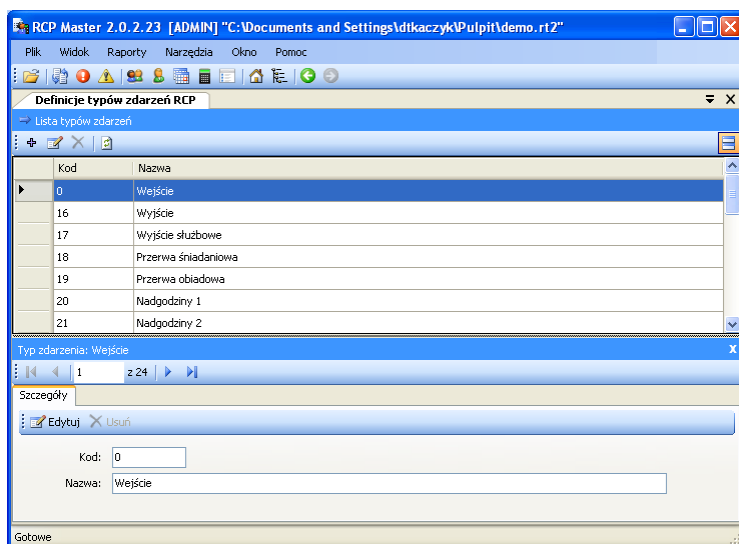 RCP Master 2.0.2.23 [ADMIN] "C:\Documents and Settings\dtkaczyk\Pulpit\demo.rt2"
Plik Widok Raporty Narzędzia Okno Pomoc
Definicje typów zdarzeń RCP
Lista typów zdarzeń
Kod Nazwa
0 Wejście
16 Wyjście
17 Wyjście służbowe
18 Przerwa śniadaniowa
19 Przerwa obiadowa
20 Nadgodziny 1
21 Nadgodziny 2
Typ zdarzenia: Wejście
1 z 24
Szczegóły
Edytuj Usuń
Kod: 0
Nazwa: Wejście
Gotowe